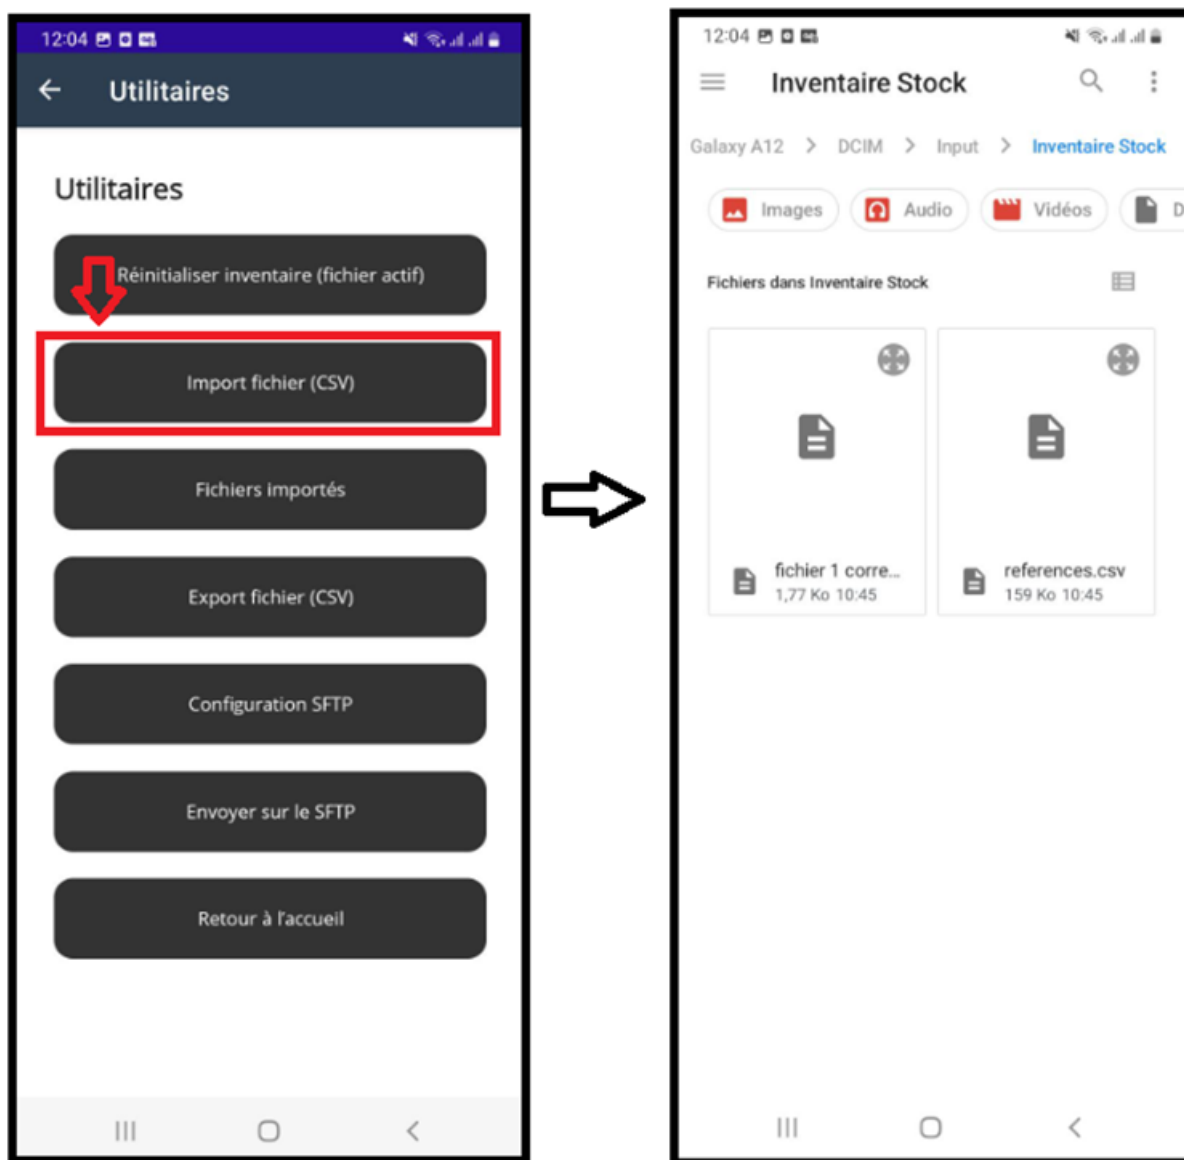 12:04
Utilitaires
Utilitaires
Réinitialiser inventaire (fichier actif)
Import fichier (CSV)
Fichiers importés
Export fichier (CSV)
Configuration SFTP
Envoyer sur le SFTP
Retour à l'accueil
12:04
Inventaire Stock
Galaxy A12 > DCIM > Input > Inventaire Stock
Images Audio Vidéos D
Fichiers dans Inventaire Stock
fichier 1 corre...
1,77 Ko 10:45
references.csv
159 Ko 10:45